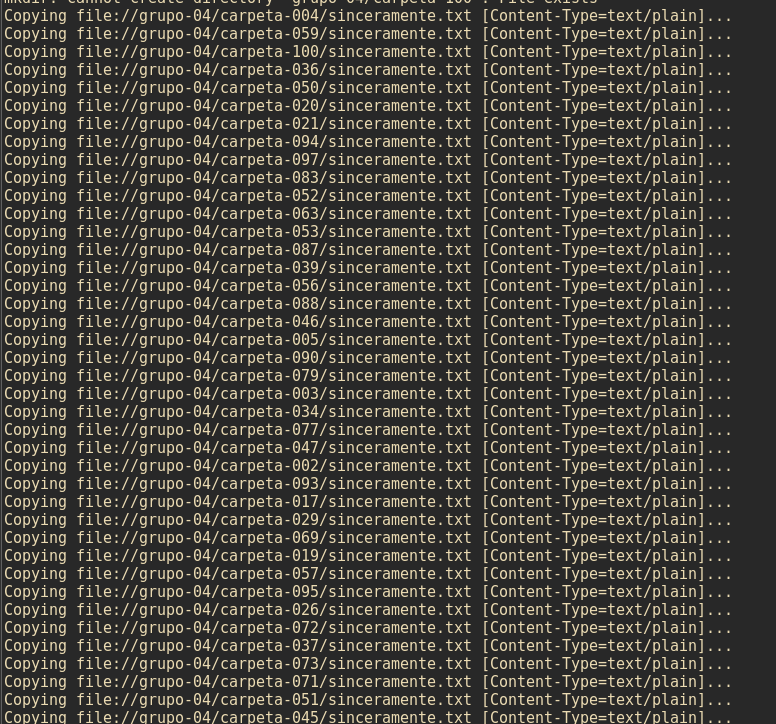 mkdir: cannot create directory 'grupo-04/carpeta-100': File exists
Copying file://grupo-04/carpeta-004/sinceramente.txt [Content-Type=text/plain]...
Copying file://grupo-04/carpeta-059/sinceramente.txt [Content-Type=text/plain]...
Copying file://grupo-04/carpeta-100/sinceramente.txt [Content-Type=text/plain]...
Copying file://grupo-04/carpeta-036/sinceramente.txt [Content-Type=text/plain]...
Copying file://grupo-04/carpeta-050/sinceramente.txt [Content-Type=text/plain]...
Copying file://grupo-04/carpeta-020/sinceramente.txt [Content-Type=text/plain]...
Copying file://grupo-04/carpeta-021/sinceramente.txt [Content-Type=text/plain]...
Copying file://grupo-04/carpeta-094/sinceramente.txt [Content-Type=text/plain]...
Copying file://grupo-04/carpeta-097/sinceramente.txt [Content-Type=text/plain]...
Copying file://grupo-04/carpeta-083/sinceramente.txt [Content-Type=text/plain]...
Copying file://grupo-04/carpeta-052/sinceramente.txt [Content-Type=text/plain]...
Copying file://grupo-04/carpeta-063/sinceramente.txt [Content-Type=text/plain]...
Copying file://grupo-04/carpeta-053/sinceramente.txt [Content-Type=text/plain]...
Copying file://grupo-04/carpeta-087/sinceramente.txt [Content-Type=text/plain]...
Copying file://grupo-04/carpeta-039/sinceramente.txt [Content-Type=text/plain]...
Copying file://grupo-04/carpeta-056/sinceramente.txt [Content-Type=text/plain]...
Copying file://grupo-04/carpeta-088/sinceramente.txt [Content-Type=text/plain]...
Copying file://grupo-04/carpeta-046/sinceramente.txt [Content-Type=text/plain]...
Copying file://grupo-04/carpeta-005/sinceramente.txt [Content-Type=text/plain]...
Copying file://grupo-04/carpeta-090/sinceramente.txt [Content-Type=text/plain]...
Copying file://grupo-04/carpeta-079/sinceramente.txt [Content-Type=text/plain]...
Copying file://grupo-04/carpeta-003/sinceramente.txt [Content-Type=text/plain]...
Copying file://grupo-04/carpeta-034/sinceramente.txt [Content-Type=text/plain]...
Copying file://grupo-04/carpeta-077/sinceramente.txt [Content-Type=text/plain]...
Copying file://grupo-04/carpeta-047/sinceramente.txt [Content-Type=text/plain]...
Copying file://grupo-04/carpeta-002/sinceramente.txt [Content-Type=text/plain]...
Copying file://grupo-04/carpeta-093/sinceramente.txt [Content-Type=text/plain]...
Copying file://grupo-04/carpeta-017/sinceramente.txt [Content-Type=text/plain]...
Copying file://grupo-04/carpeta-029/sinceramente.txt [Content-Type=text/plain]...
Copying file://grupo-04/carpeta-069/sinceramente.txt [Content-Type=text/plain]...
Copying file://grupo-04/carpeta-019/sinceramente.txt [Content-Type=text/plain]...
Copying file://grupo-04/carpeta-057/sinceramente.txt [Content-Type=text/plain]...
Copying file://grupo-04/carpeta-095/sinceramente.txt [Content-Type=text/plain]...
Copying file://grupo-04/carpeta-026/sinceramente.txt [Content-Type=text/plain]...
Copying file://grupo-04/carpeta-072/sinceramente.txt [Content-Type=text/plain]...
Copying file://grupo-04/carpeta-037/sinceramente.txt [Content-Type=text/plain]...
Copying file://grupo-04/carpeta-073/sinceramente.txt [Content-Type=text/plain]...
Copying file://grupo-04/carpeta-071/sinceramente.txt [Content-Type=text/plain]...
Copying file://grupo-04/carpeta-051/sinceramente.txt [Content-Type=text/plain]...
Copying file://grupo-04/carpeta-045/sinceramente.txt [Content-Type=text/plain]...